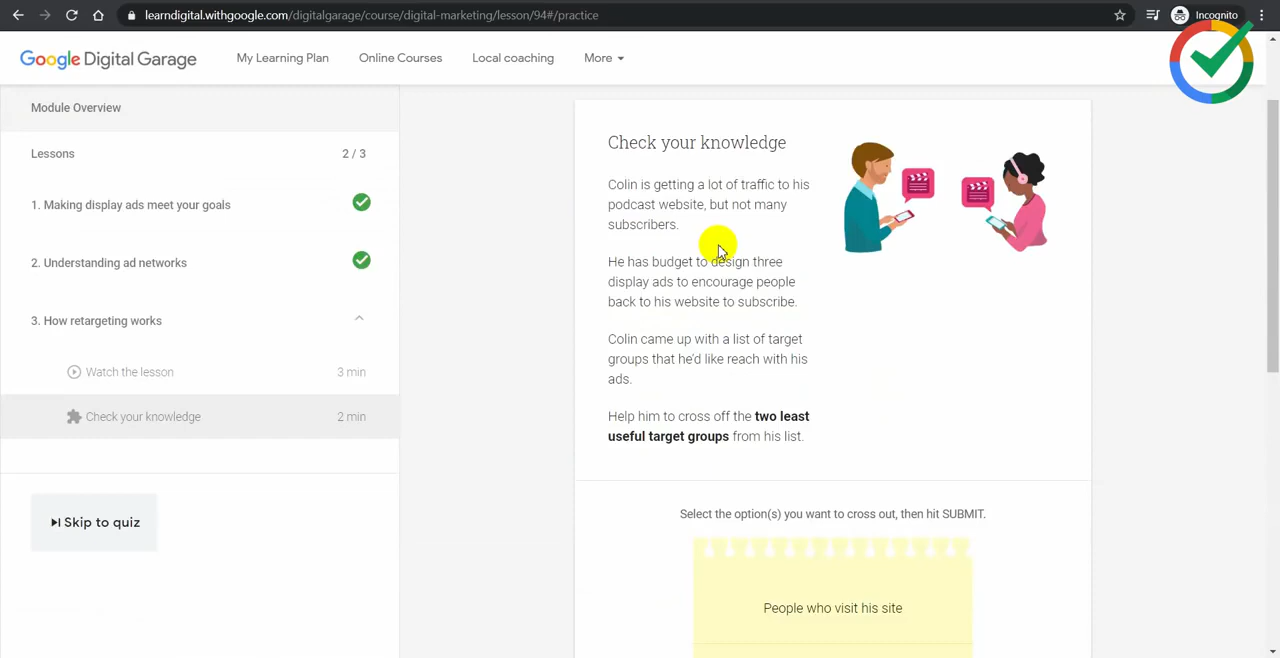 learndigital.withgoogle.com/digitalgarage/course/digital-marketing/lesson/94#/practice
Incognito
Google Digital Garage
My Learning Plan
Online Courses
Local coaching
More
Module Overview
Lessons
2 / 3
1. Making display ads meet your goals
2. Understanding ad networks
3. How retargeting works
Watch the lesson
3 min
Check your knowledge
2 min
Skip to quiz
Check your knowledge
Colin is getting a lot of traffic to his
podcast website, but not many
subscribers.
He has budget to design three
display ads to encourage people
back to his website to subscribe.
Colin came up with a list of target
groups that he'd like reach with his
ads.
Help him to cross off the two least
useful target groups from his list.
Select the option(s) you want to cross out, then hit SUBMIT.
People who visit his site